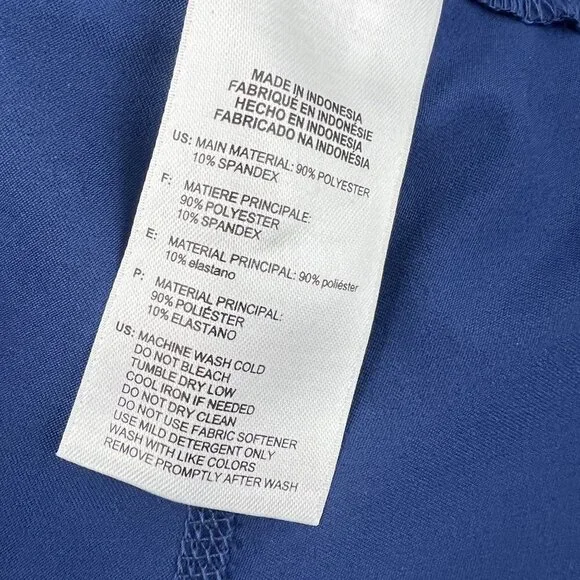 MADE IN INDONESIA
FABRIQUÉ EN INDONÉSIE
HECHO EN INDONESIA
FABRICADO NA INDONÉSIA
US: MAIN MATERIAL: 90% POLYESTER
10% SPANDEX
F: MATIERE PRINCIPALE:
90% POLYESTER
10% SPANDEX
E: MATERIAL PRINCIPAL: 90% poliéster
10% elastano
P: MATERIAL PRINCIPAL:
90% POLIÉSTER
10% ELASTANO
US: MACHINE WASH COLD
DO NOT BLEACH
TUMBLE DRY LOW
COOL IRON IF NEEDED
DO NOT DRY CLEAN
DO NOT USE FABRIC SOFTENER
USE MILD DETERGENT ONLY
WASH WITH LIKE COLORS
REMOVE PROMPTLY AFTER WASH